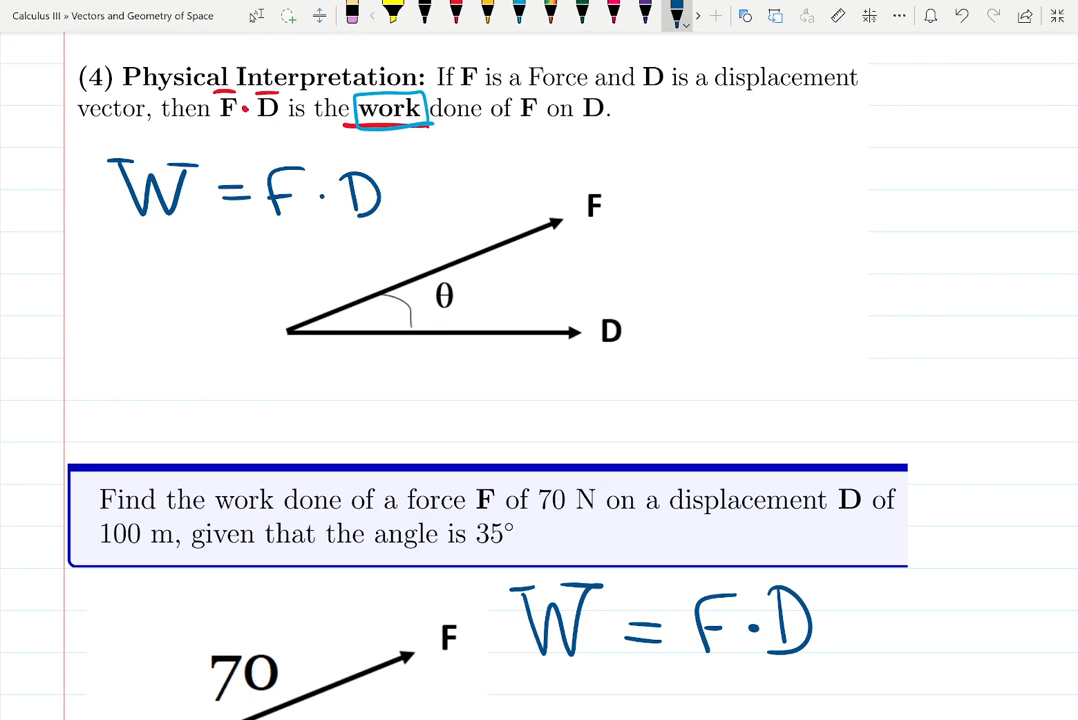 Calculus III » Vectors and Geometry of Space
(4) Physical Interpretation: If F is a Force and D is a displacement
vector, then F • D is the work done of F on D.
W = F · D
F
θ
D
Find the work done of a force F of 70 N on a displacement D of
100 m, given that the angle is 35°
W = F · D
F
70